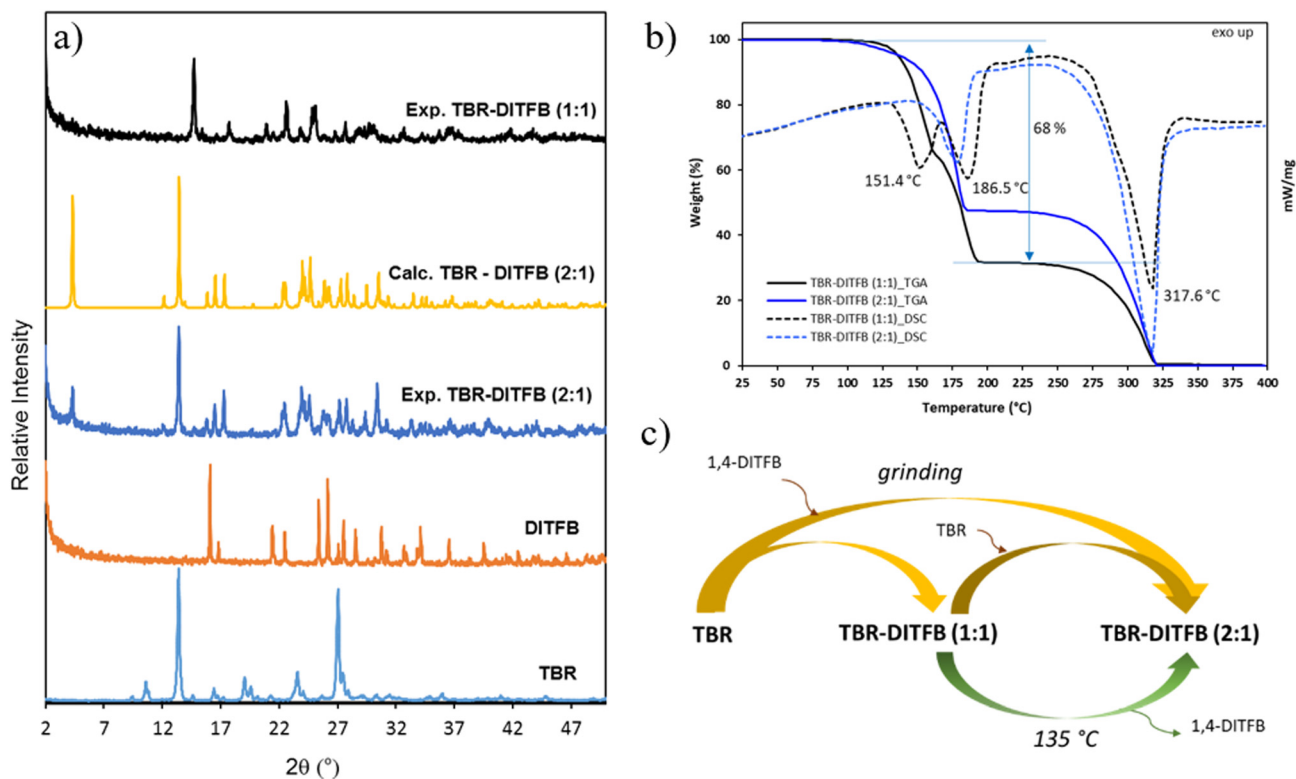 a)
Exp. TBR-DITFB (1:1)
Calc. TBR - DITFB (2:1)
Exp. TBR-DITFB (2:1)
DITFB
TBR
Relative Intensity
2 7 12 17 22 27 32 37 42 47
2θ (°)
b)
exo up
100
80
60
40
20
0
Weight (%)
mW/mg
68 %
151.4 °C
186.5 °C
317.6 °C
TBR-DITFB (1:1)_TGA
TBR-DITFB (2:1)_TGA
TBR-DITFB (1:1)_DSC
TBR-DITFB (2:1)_DSC
25 50 75 100 125 150 175 200 225 250 275 300 325 350 375 400
Temperature (°C)
c)
1,4-DITFB
grinding
TBR
TBR
TBR-DITFB (1:1)
TBR-DITFB (2:1)
1,4-DITFB
135 °C